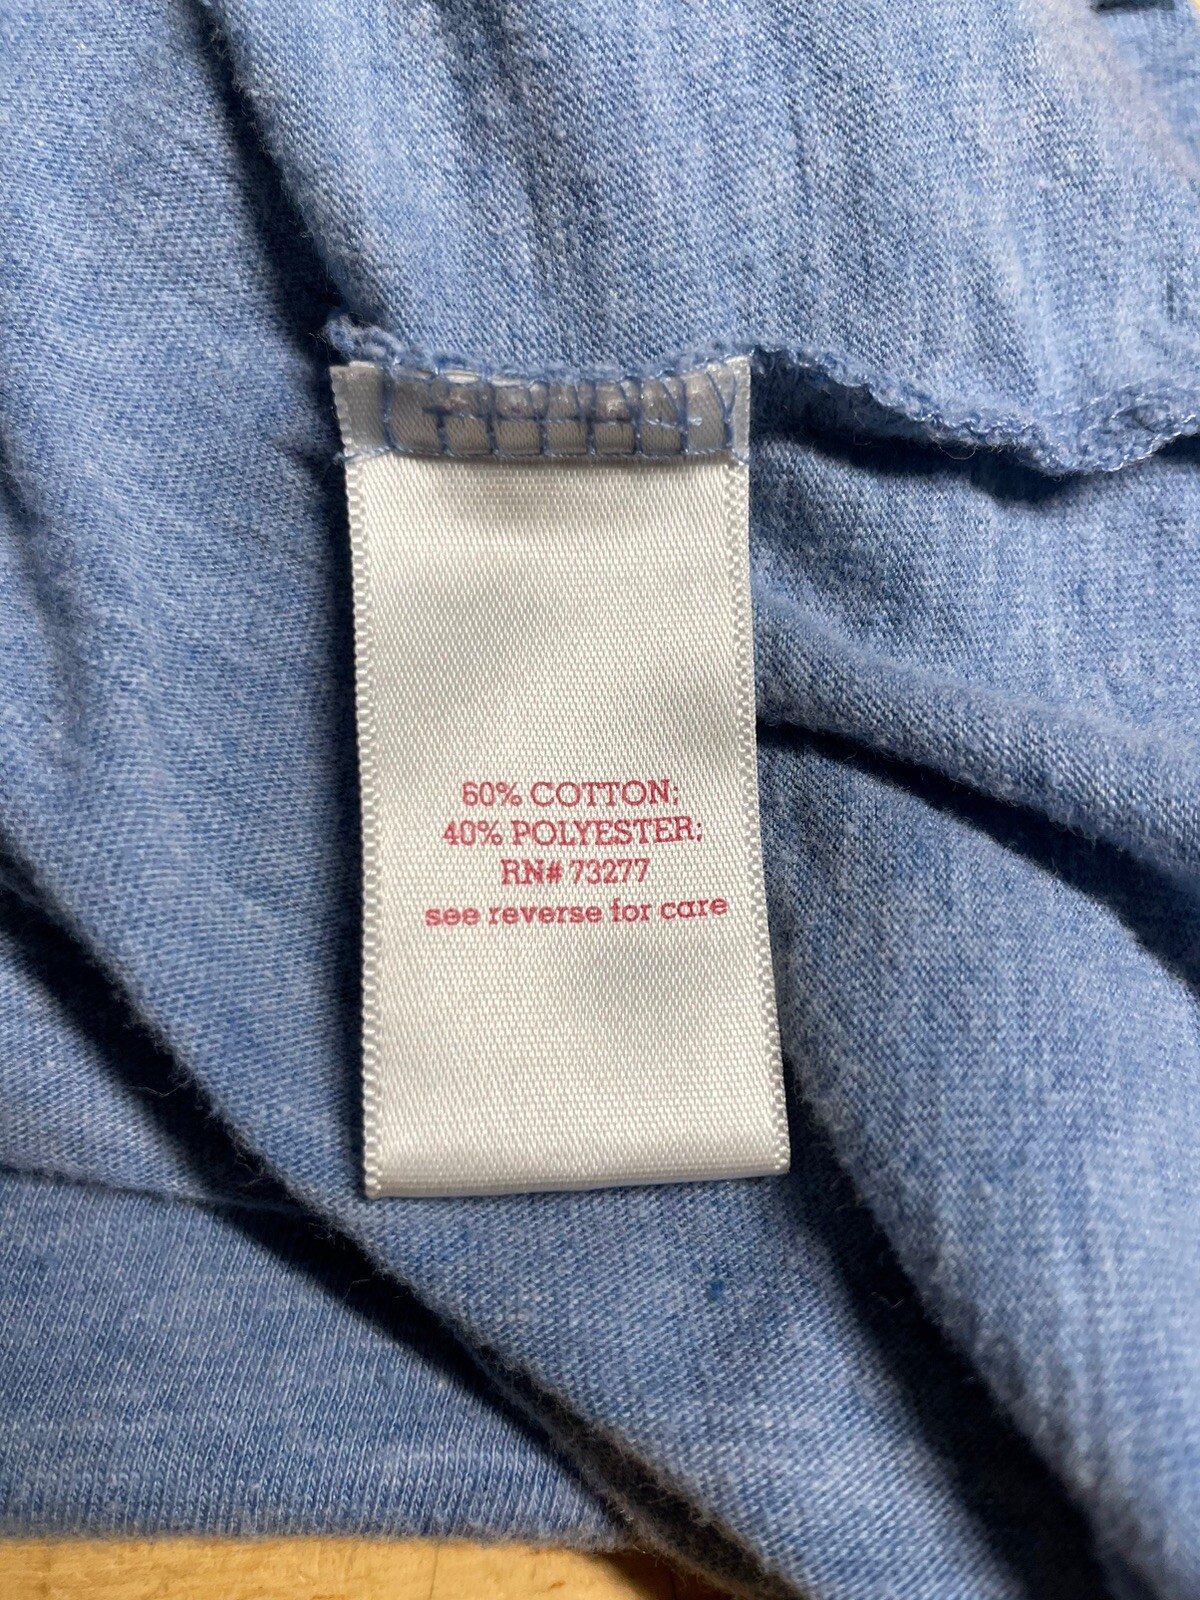 60% COTTON;
40% POLYESTER;
RN# 73277
see reverse for care